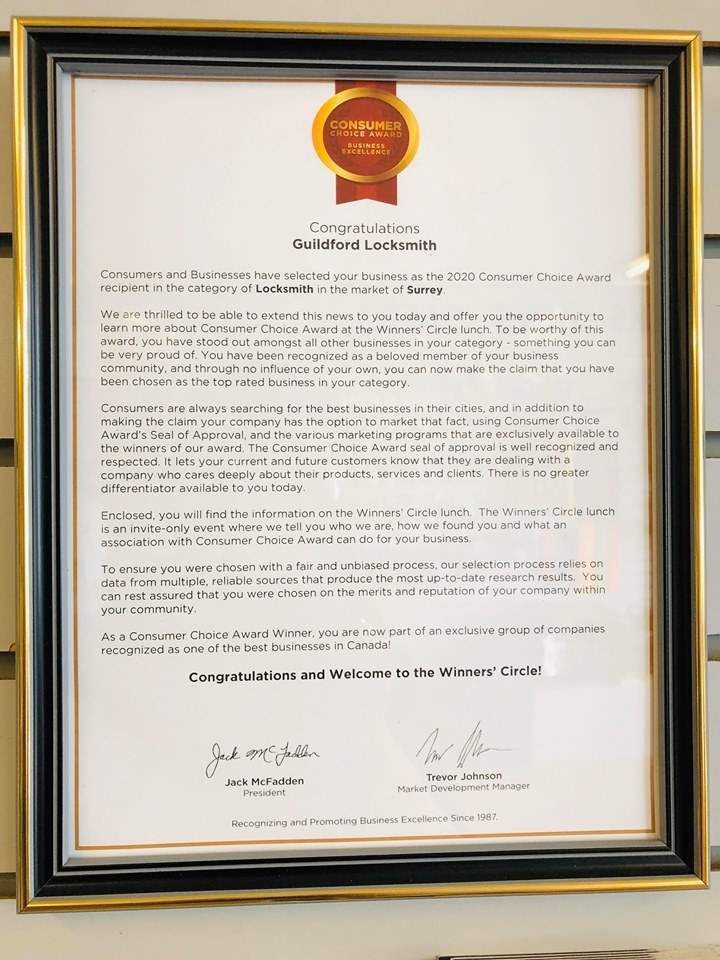 CONSUMER
CHOICE AWARD
BUSINESS
EXCELLENCE
Congratulations
Guildford Locksmith
Consumers and Businesses have selected your business as the 2020 Consumer Choice Award
recipient in the category of Locksmith in the market of Surrey.
We are thrilled to be able to extend this news to you today and offer you the opportunity to
learn more about Consumer Choice Award at the Winners' Circle lunch. To be worthy of this
award, you have stood out amongst all other businesses in your category - something you can
be very proud of. You have been recognized as a beloved member of your business
community, and through no influence of your own, you can now make the claim that you have
been chosen as the top rated business in your category.
Consumers are always searching for the best businesses in their cities, and in addition to
making the claim your company has the option to market that fact, using Consumer Choice
Award's Seal of Approval, and the various marketing programs that are exclusively available to
the winners of our award. The Consumer Choice Award seal of approval is well recognized and
respected. It lets your current and future customers know that they are dealing with a
company who cares deeply about their products, services and clients. There is no greater
differentiator available to you today.
Enclosed, you will find the information on the Winners' Circle lunch. The Winners' Circle lunch
is an invite-only event where we tell you who we are, how we found you and what an
association with Consumer Choice Award can do for your business.
To ensure you were chosen with a fair and unbiased process, our selection process relies on
data from multiple, reliable sources that produce the most up-to-date research results. You
can rest assured that you were chosen on the merits and reputation of your company within
your community.
As a Consumer Choice Award Winner, you are now part of an exclusive group of companies
recognized as one of the best businesses in Canada!
Congratulations and Welcome to the Winners' Circle!
Jack McFadden
Jack McFadden
President
Trevor Johnson
Market Development Manager
Recognizing and Promoting Business Excellence Since 1987.